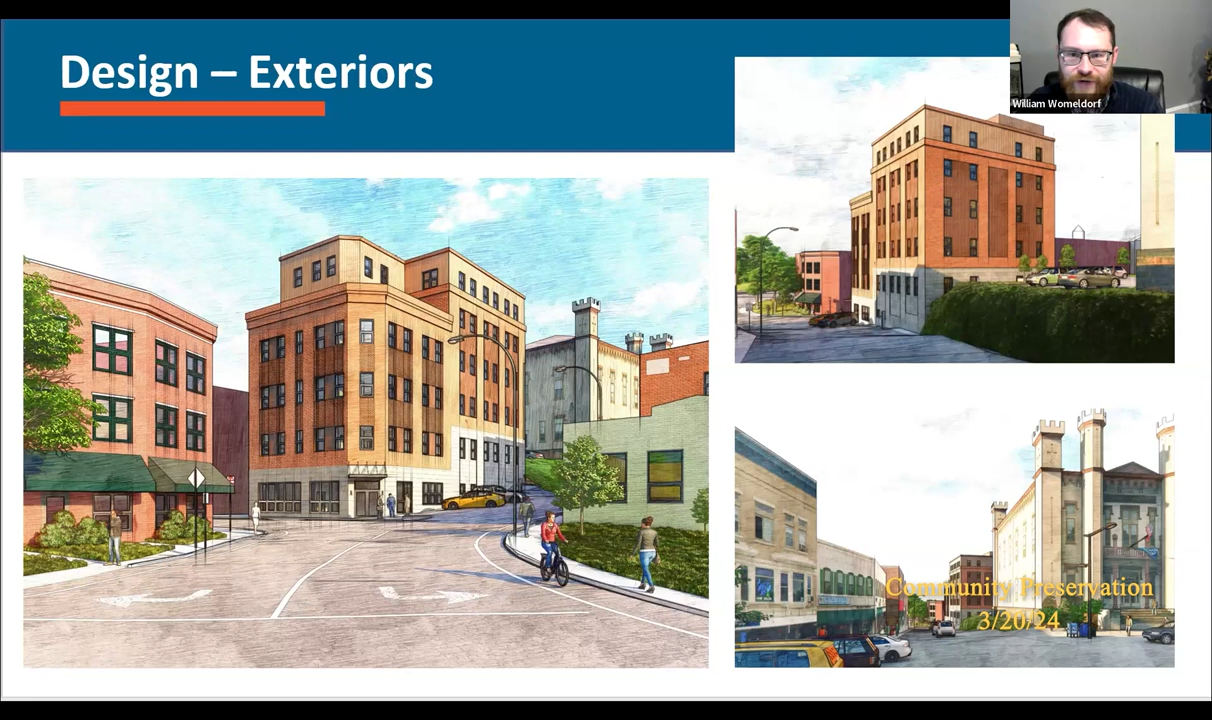 Design – Exteriors
William Womeldorf
Community Preservation
3/20/24